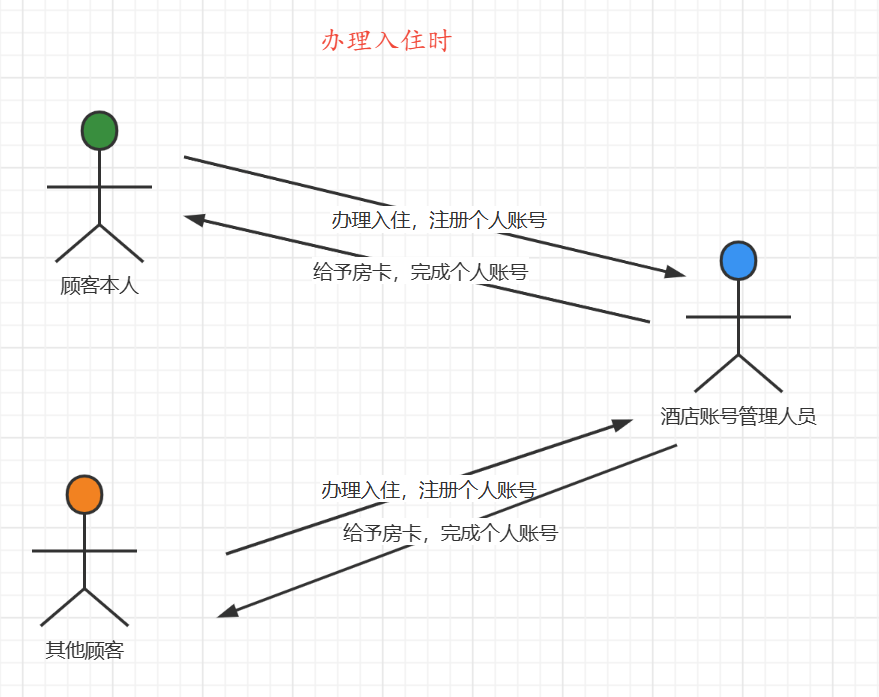 办理入住时
办理入住，注册个人账号
给予房卡，完成个人账号
顾客本人
酒店账号管理人员
办理入住，注册个人账号
给予房卡，完成个人账号
其他顾客